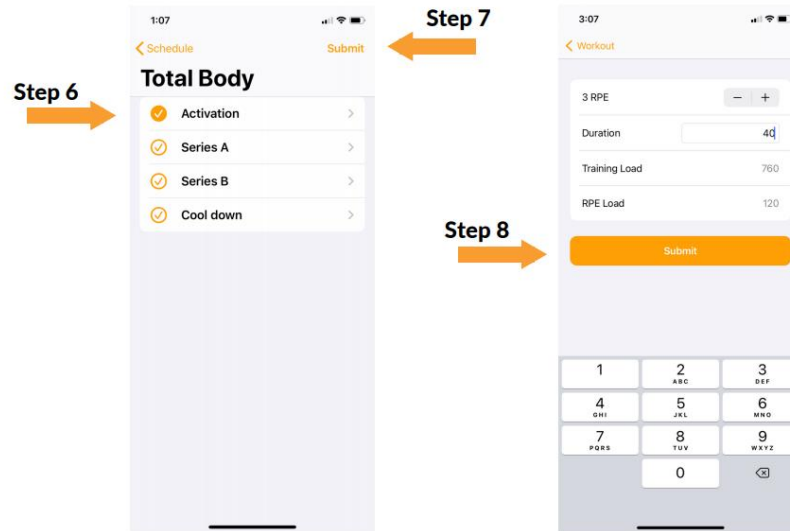 Step 6
1:07
Schedule
Submit
Total Body
Activation
Series A
Series B
Cool down
Step 7
Step 8
3:07
Workout
3 RPE
− +
Duration
40
Training Load
760
RPE Load
120
Submit
1
2
ABC
3
DEF
4
GHI
5
JKL
6
MNO
7
PQRS
8
TUV
9
WXYZ
0